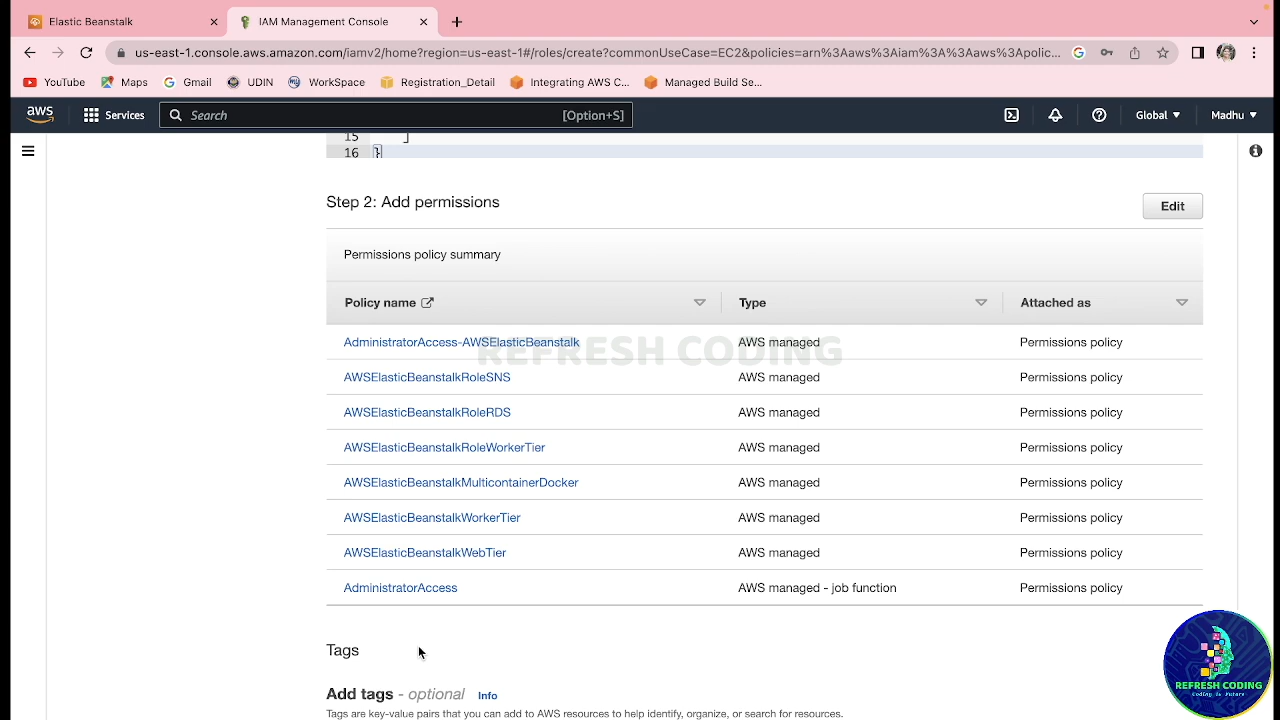 Elastic Beanstalk
IAM Management Console
us-east-1.console.aws.amazon.com/iamv2/home?region=us-east-1#/roles/create?commonUseCase=EC2&policies=arn%3Aaws%3Aiam%3A%3Aaws%3Apolic...
YouTube Maps Gmail UDIN WorkSpace Registration_Detail Integrating AWS C... Managed Build Se...
aws Services Search [Option+S] Global Madhu
15 ]
16 }
Step 2: Add permissions Edit
Permissions policy summary
Policy name Type Attached as
AdministratorAccess-AWSElasticBeanstalk AWS managed Permissions policy
REFRESH CODING
AWSElasticBeanstalkRoleSNS AWS managed Permissions policy
AWSElasticBeanstalkRoleRDS AWS managed Permissions policy
AWSElasticBeanstalkRoleWorkerTier AWS managed Permissions policy
AWSElasticBeanstalkMulticontainerDocker AWS managed Permissions policy
AWSElasticBeanstalkWorkerTier AWS managed Permissions policy
AWSElasticBeanstalkWebTier AWS managed Permissions policy
AdministratorAccess AWS managed - job function Permissions policy
Tags
Add tags - optional Info
Tags are key-value pairs that you can add to AWS resources to help identify, organize, or search for resources.
REFRESH CODING
Coding Is Future